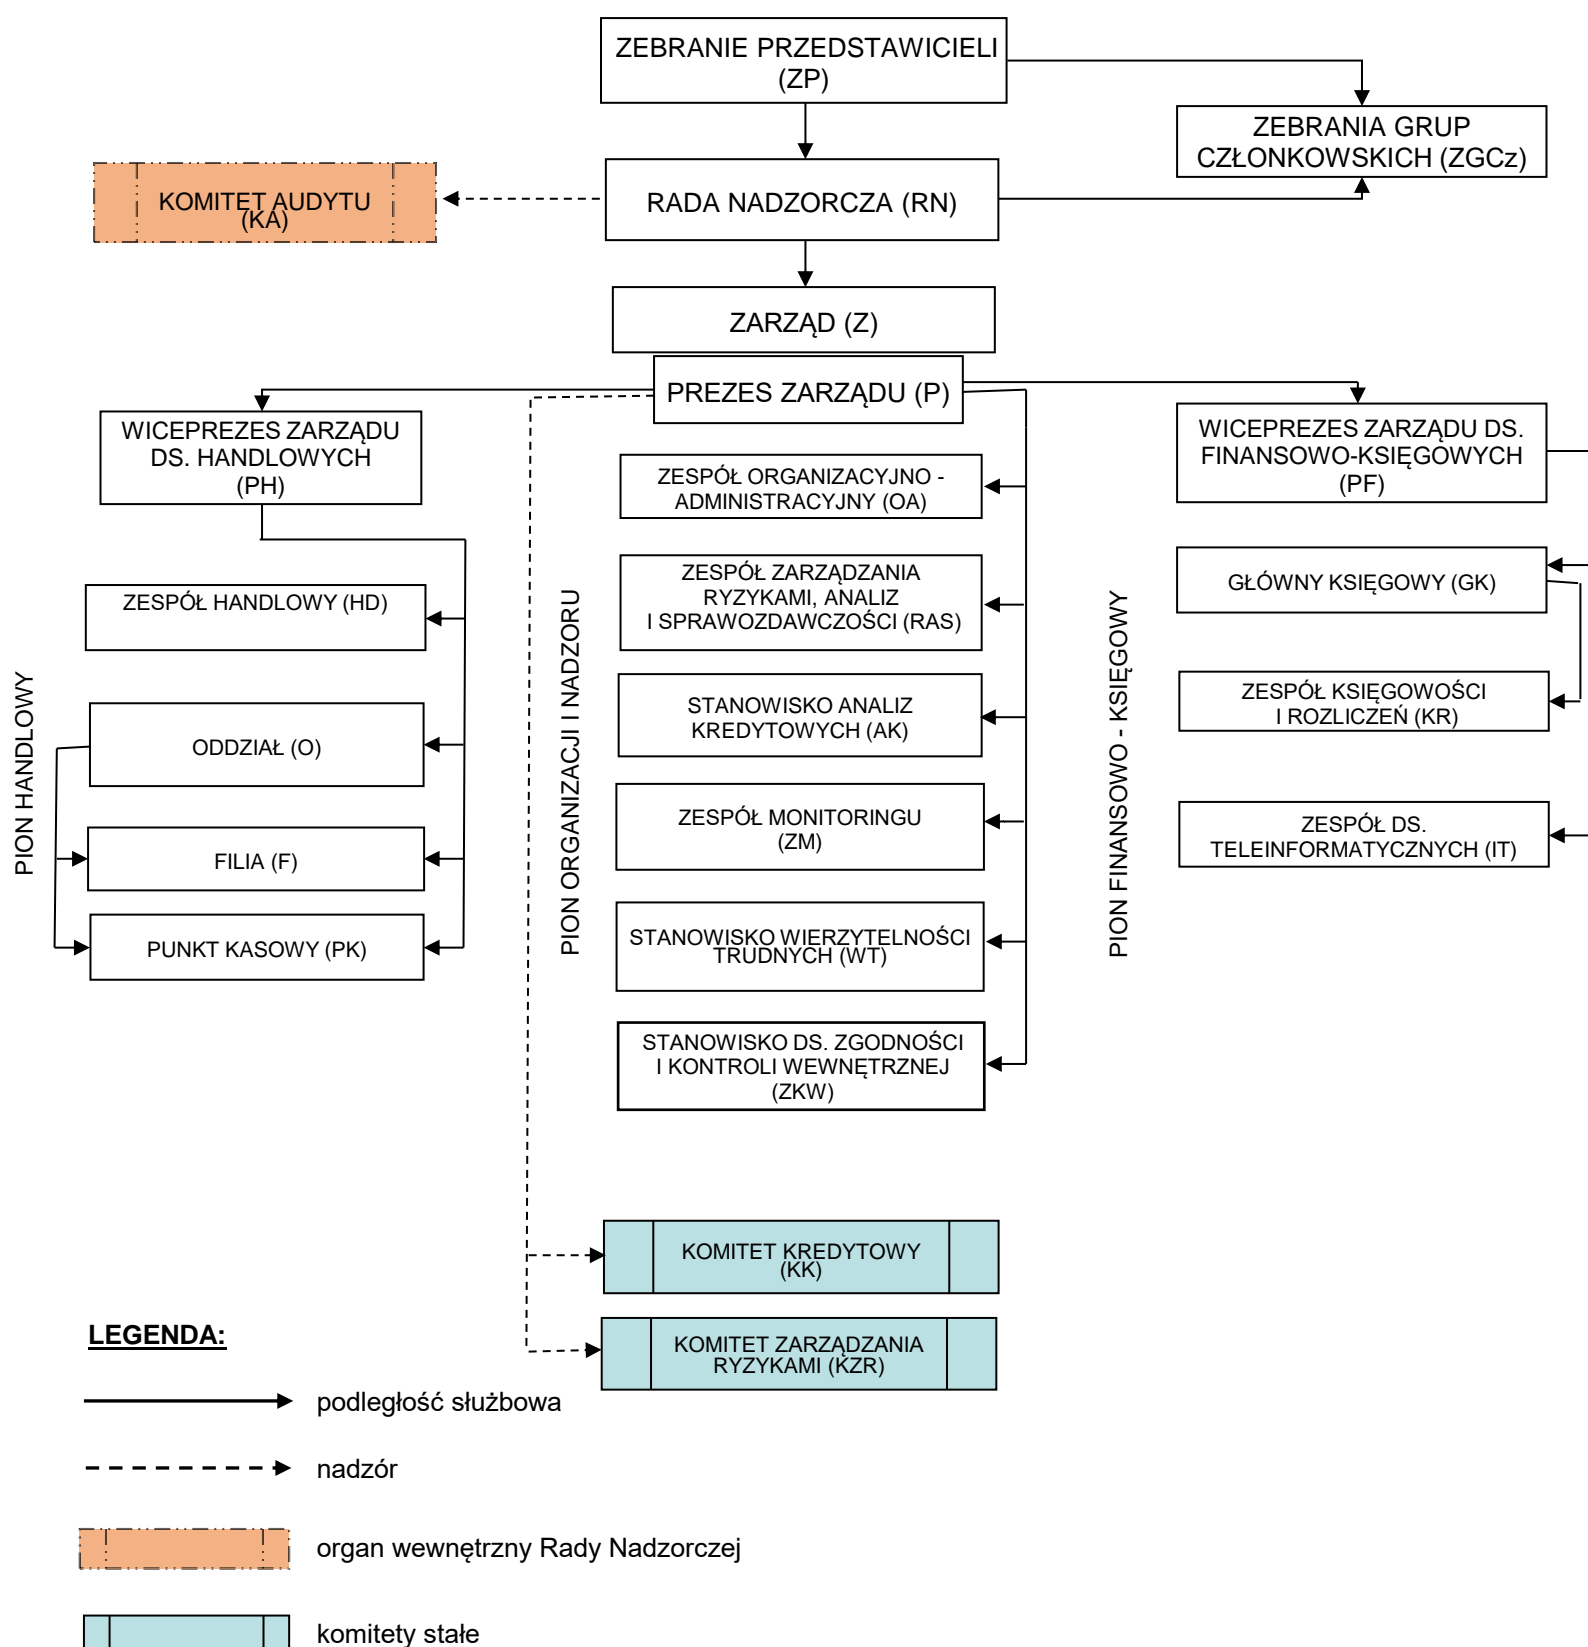 ZEBRANIE PRZEDSTAWICIELI
(ZP)
ZEBRANIA GRUP
CZŁONKOWSKICH (ZGCz)
KOMITET AUDYTU
(KA)
RADA NADZORCZA (RN)
ZARZĄD (Z)
PREZES ZARZĄDU (P)
WICEPREZES ZARZĄDU
DS. HANDLOWYCH
(PH)
WICEPREZES ZARZĄDU DS.
FINANSOWO-KSIĘGOWYCH
(PF)
PION HANDLOWY
ZESPÓŁ HANDLOWY (HD)
ODDZIAŁ (O)
FILIA (F)
PUNKT KASOWY (PK)
PION ORGANIZACJI I NADZORU
ZESPÓŁ ORGANIZACYJNO -
ADMINISTRACYJNY (OA)
ZESPÓŁ ZARZĄDZANIA
RYZYKAMI, ANALIZ
I SPRAWOZDAWCZOŚCI (RAS)
STANOWISKO ANALIZ
KREDYTOWYCH (AK)
ZESPÓŁ MONITORINGU
(ZM)
STANOWISKO WIERZYTELNOŚCI
TRUDNYCH (WT)
STANOWISKO DS. ZGODNOŚCI
I KONTROLI WEWNĘTRZNEJ
(ZKW)
PION FINANSOWO - KSIĘGOWY
GŁÓWNY KSIĘGOWY (GK)
ZESPÓŁ KSIĘGOWOŚCI
I ROZLICZEŃ (KR)
ZESPÓŁ DS.
TELEINFORMATYCZNYCH (IT)
KOMITET KREDYTOWY
(KK)
KOMITET ZARZĄDZANIA
RYZYKAMI (KZR)
LEGENDA:
podległość służbowa
nadzór
organ wewnętrzny Rady Nadzorczej
komitety stałe